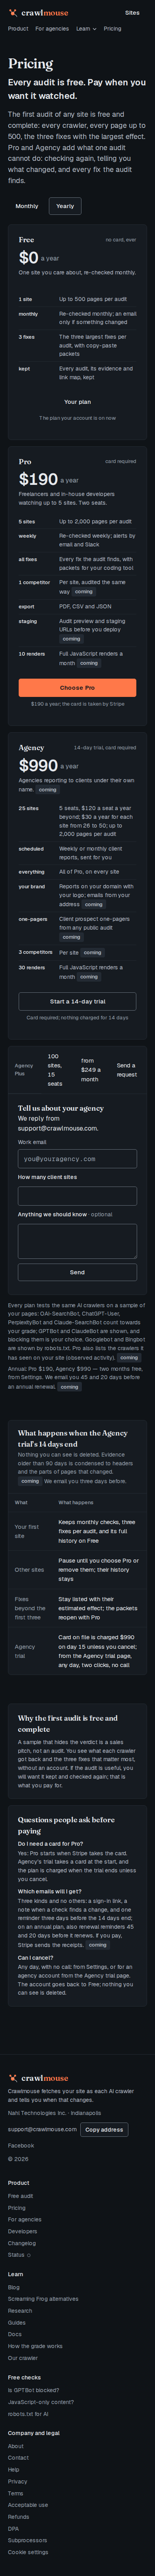 crawlmouse
Sites
Product For agencies Learn Pricing
Pricing
Every audit is free. Pay when you
want it watched.
The first audit of any site is free and
complete: every crawler, every page up to
500, the three fixes with the largest effect.
Pro and Agency add what one audit
cannot do: checking again, telling you
what changed, and everything past the
fixes.
Monthly Yearly
Free
no card, ever
$0 a year
One site you care about, re-checked monthly.
1 site Up to 500 pages per audit
monthly Re-checked monthly; an email
only if something changed
3 fixes The three largest fixes per
audit, with copy-paste
packets
kept Every audit, its evidence and
link map, kept
Your plan
The plan your account is on now
Pro
card required
$190 a year
Freelancers and in-house developers
watching up to 5 sites. Two seats.
5 sites Up to 2,000 pages per audit
weekly Re-checked weekly; alerts by
email and Slack
all fixes Every fix the audit finds, with
packets for your coding tool
1 competitor Per site, audited the same
way coming
export PDF, CSV and JSON
staging Audit preview and staging
URLs before you deploy
coming
10 renders Full JavaScript renders a
month coming
Choose Pro
$190 a year; the card is taken by Stripe
Agency
14-day trial, card required
$990 a year
Agencies reporting to clients under their own
name. coming
25 sites 5 seats, $120 a seat a year
beyond; $30 a year for each
site from 26 to 50; up to
2,000 pages per audit
scheduled Weekly or monthly client
reports, sent for you
everything All of Pro, on every site
your brand Reports on your domain with
your logo; emails from your
address coming
one-pagers Client prospect one-pagers
from any public audit
coming
3 competitors Per site coming
30 renders Full JavaScript renders a
month coming
Start a 14-day trial
Card required; nothing charged for 14 days
Agency
Plus
100
sites,
15
seats
from
$249 a
month
Send a
request
Tell us about your agency
We reply from
support@crawlmouse.com.
Work email
you@youragency.com
How many client sites
Anything we should know · optional
Send
Every plan tests the same AI crawlers on a sample of
your pages: OAI-SearchBot, ChatGPT-User,
PerplexityBot and Claude-SearchBot count towards
your grade; GPTBot and ClaudeBot are shown, and
blocking them is your choice. Googlebot and Bingbot
are shown but not tested. Pro also lists the crawlers it
has seen on your site (observed activity). coming
Annual: Pro $190, Agency $990 — two months free,
from Settings. We email you 45 and 20 days before
an annual renewal. coming
What happens when the Agency
trial's 14 days end
Nothing you can see is deleted. Evidence
older than 90 days is condensed to headers
and the parts of pages that changed.
coming We email you three days before.
What What happens
Your first
site
Keeps monthly checks, three
fixes per audit, and its full
history on Free
Other sites
Pause until you choose Pro or
remove them; their history
stays
Fixes
beyond the
first three
Stay listed with their
estimated effect; the packets
reopen with Pro
Agency
trial
Card on file is charged $990
on day 15 unless you cancel;
from the Agency trial page,
any day, two clicks, no call
Why the first audit is free and
complete
A sample that hides the verdict is a sales
pitch, not an audit. You see what each crawler
got back and the three fixes that matter most,
without an account. If the audit is useful, you
will want it kept and checked again; that is
what you pay for.
Questions people ask before
paying
Do I need a card for Pro?
Yes: Pro starts when Stripe takes the card.
Agency's trial takes a card at the start, and
the plan is charged when the trial ends unless
you cancel.
Which emails will I get?
Three kinds and no others: a sign-in link, a
note when a check finds a change, and one
reminder three days before the 14 days end;
on an annual plan, also renewal reminders 45
and 20 days before it renews. If you pay,
Stripe sends the receipts. coming
Can I cancel?
Any day, with no call: from Settings, or for an
agency account from the Agency trial page.
The account goes back to Free; nothing you
can see is deleted.
crawlmouse
Crawlmouse fetches your site as each AI crawler
and tells you when that changes.
Nahl Technologies Inc. · Indianapolis
support@crawlmouse.com Copy address
Facebook
© 2026
Product
Free audit
Pricing
For agencies
Developers
Changelog
Status
Learn
Blog
Screaming Frog alternatives
Research
Guides
Docs
How the grade works
Our crawler
Free checks
Is GPTBot blocked?
JavaScript-only content?
robots.txt for AI
Company and legal
About
Contact
Help
Privacy
Terms
Acceptable use
Refunds
DPA
Subprocessors
Cookie settings